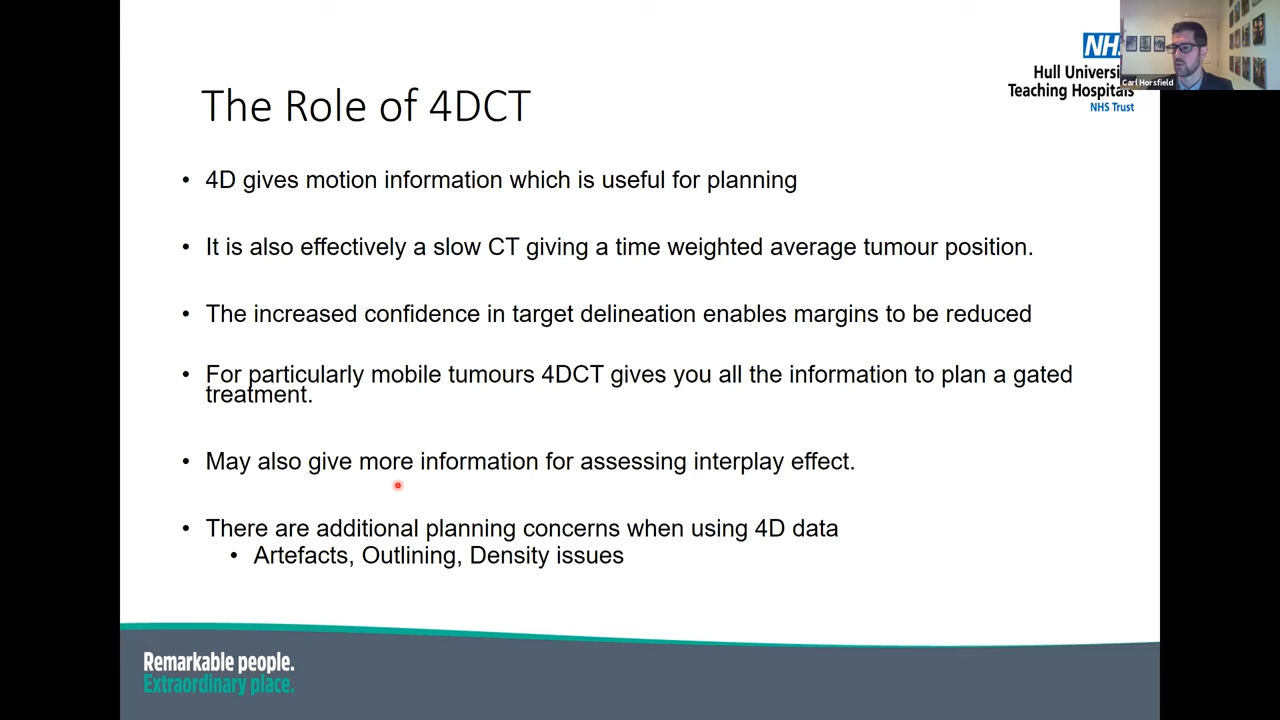 NHS
Hull University
Teaching Hospitals
NHS Trust
Carl Horsfield
The Role of 4DCT
• 4D gives motion information which is useful for planning
• It is also effectively a slow CT giving a time weighted average tumour position.
• The increased confidence in target delineation enables margins to be reduced
• For particularly mobile tumours 4DCT gives you all the information to plan a gated
treatment.
• May also give more information for assessing interplay effect.
• There are additional planning concerns when using 4D data
• Artefacts, Outlining, Density issues
Remarkable people.
Extraordinary place.